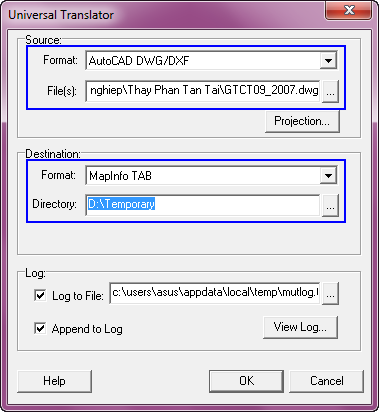 Universal Translator
Source:
Format: AutoCAD DWG/DXF
File(s): nghiep\Thay Phan Tan Tai\GTCT09_2007.dwg ...
Projection...
Destination:
Format: MapInfo TAB
Directory: D:\Temporary ...
Log:
Log to File: c:\users\asus\appdata\local\temp\mutlog. ...
Append to Log View Log...
Help OK Cancel